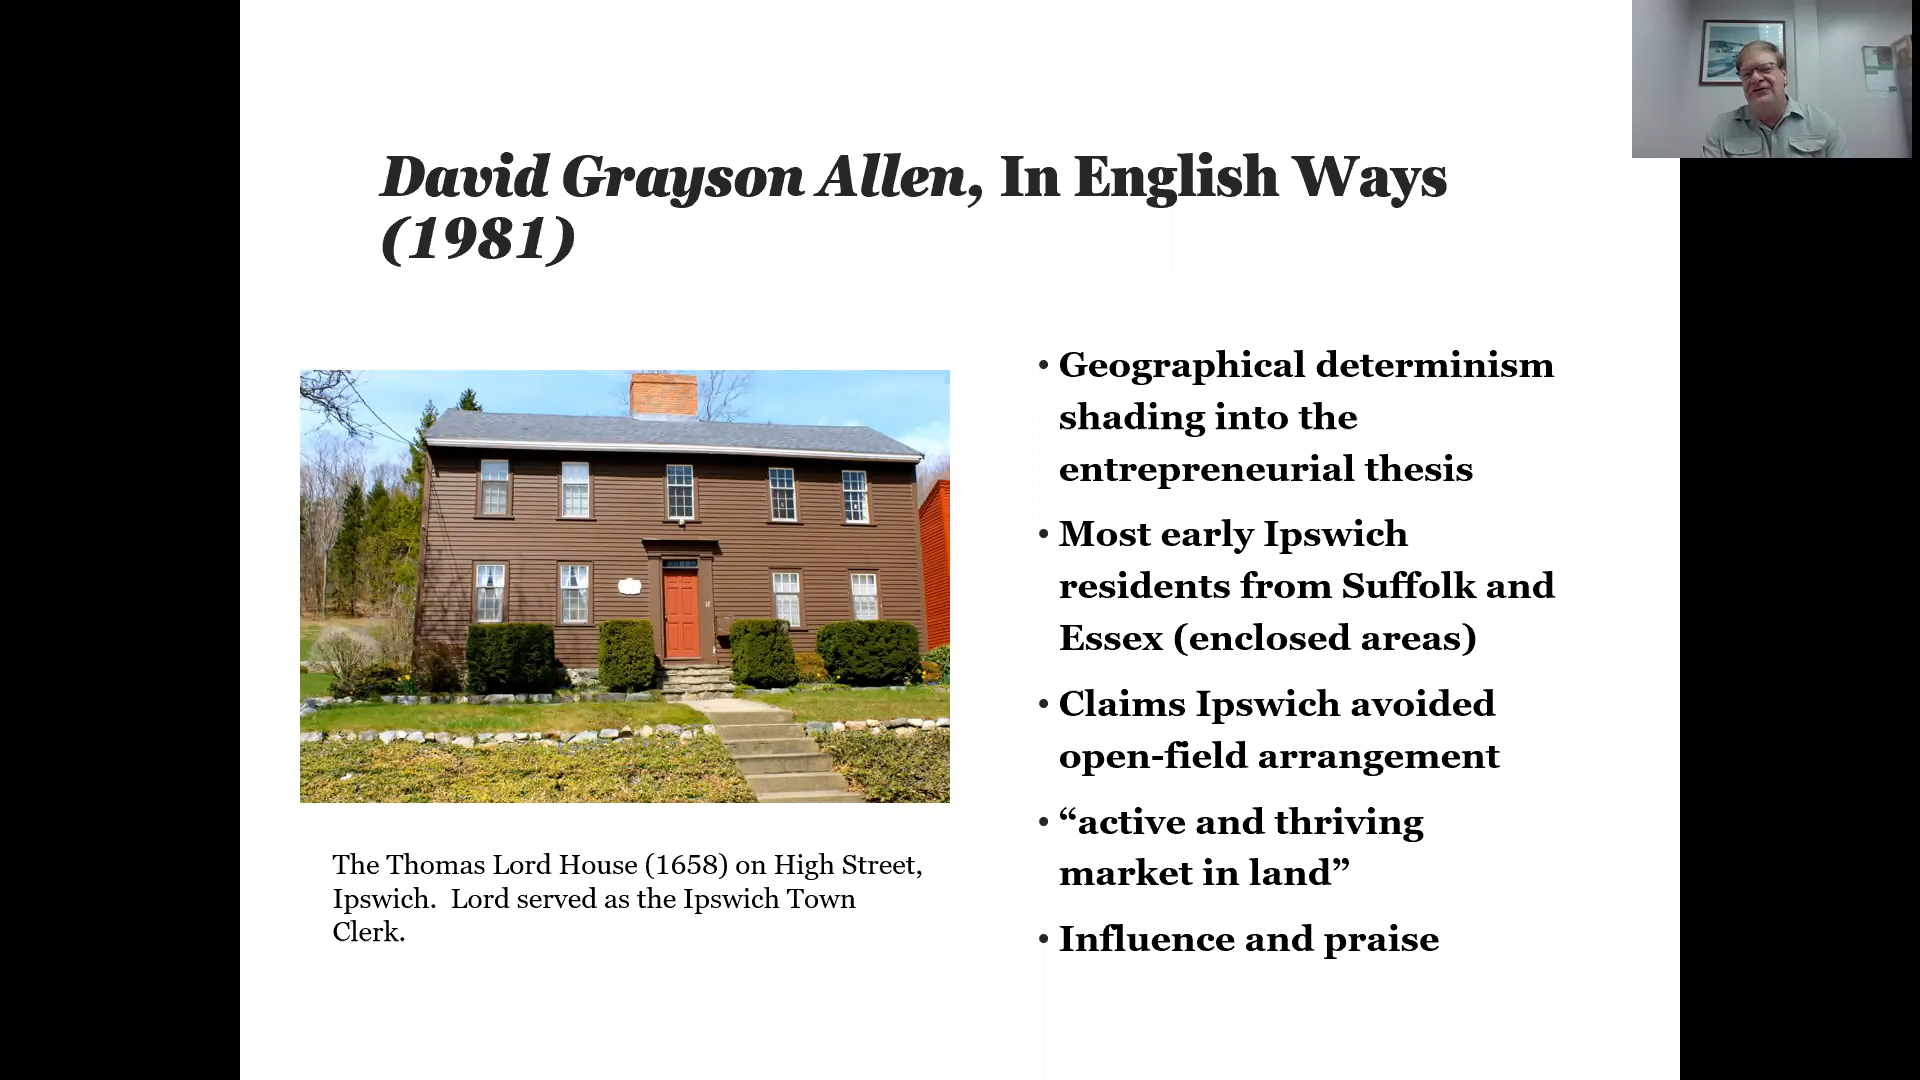 David Grayson Allen, In English Ways
(1981)
• Geographical determinism
shading into the
entrepreneurial thesis
• Most early Ipswich
residents from Suffolk and
Essex (enclosed areas)
• Claims Ipswich avoided
open-field arrangement
• “active and thriving
market in land”
• Influence and praise
The Thomas Lord House (1658) on High Street,
Ipswich.  Lord served as the Ipswich Town
Clerk.